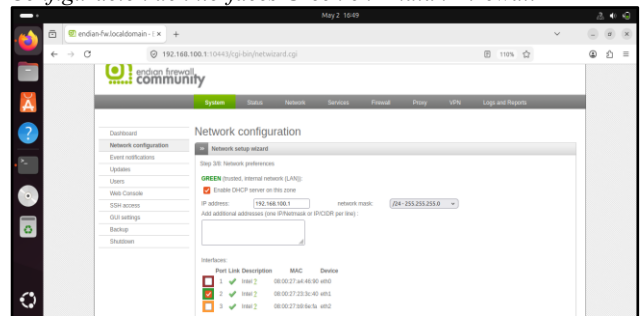 May 2 16:49
endian-fw.localdomain - 
192.168.100.1:10443/cgi-bin/netwizard.cgi
110%
endian firewall
community
System Status Network Services Firewall Proxy VPN Logs and Reports
Dashboard
Network configuration
Event notifications
Updates
Users
Web Console
SSH access
GUI settings
Backup
Shutdown
Network configuration
Network setup wizard
Step 3/8: Network preferences
GREEN (trusted, internal network (LAN)):
Enable DHCP server on this zone
IP address: 192.168.100.1 network mask: /24 - 255.255.255.0
Add additional addresses (one IP/Netmask or IP/CIDR per line) :
Interfaces:
Port Link Description MAC Device
1 Intel ? 08:00:27:a4:48:90 eth0
2 Intel ? 08:00:27:23:3c:40 eth1
3 Intel ? eth2